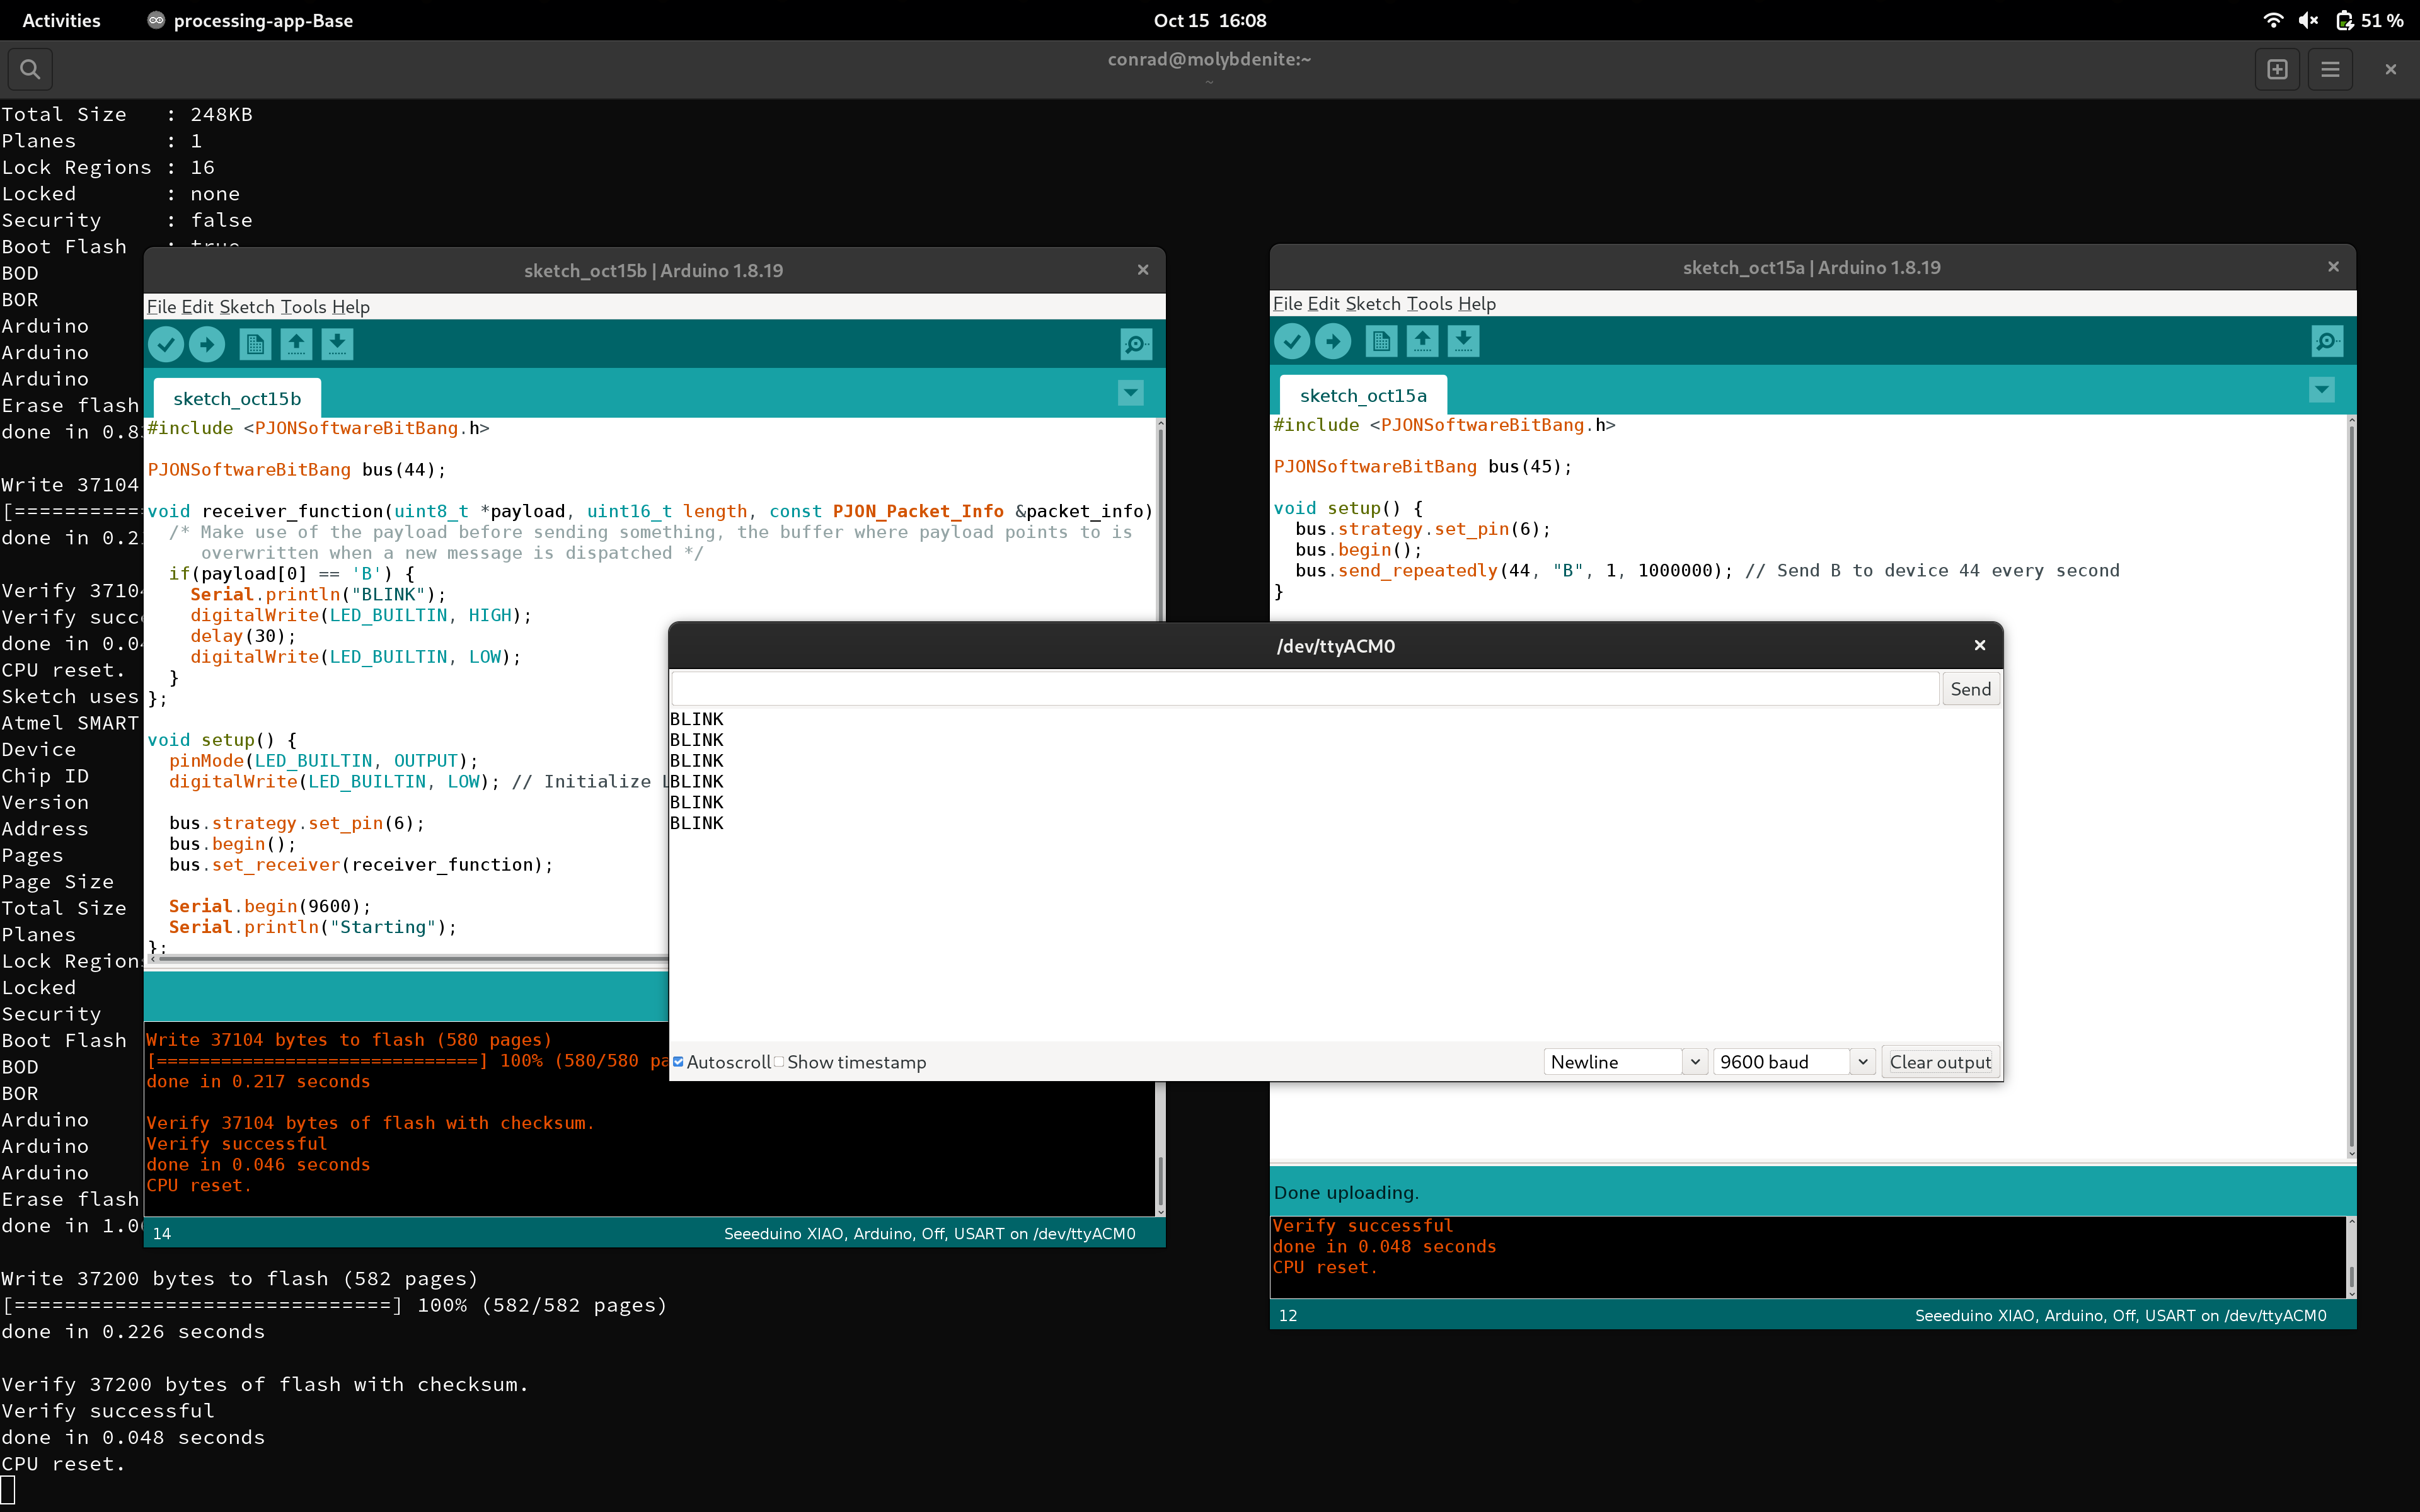 Activities
processing-app-Base
Oct 15 16:08
51 %
conrad@molybdenite:~
~
Total Size : 248KB
Planes : 1
Lock Regions : 16
Locked : none
Security : false
Boot Flash : true
BOD
BOR
Arduino
Arduino
Arduino
Erase flash
done in 0.8
Write 37104
[==========
done in 0.2
Verify 3710
Verify succ
done in 0.0
CPU reset.
Sketch uses
Atmel SMART
Device
Chip ID
Version
Address
Pages
Page Size
Total Size
Planes
Lock Region
Locked
Security
Boot Flash
BOD
BOR
Arduino
Arduino
Arduino
Erase flash
done in 1.0
Write 37200 bytes to flash (582 pages)
[==============================] 100% (582/582 pages)
done in 0.226 seconds
Verify 37200 bytes of flash with checksum.
Verify successful
done in 0.048 seconds
CPU reset.
sketch_oct15b | Arduino 1.8.19
File Edit Sketch Tools Help
sketch_oct15b
#include <PJONSoftwareBitBang.h>
PJONSoftwareBitBang bus(44);
void receiver_function(uint8_t *payload, uint16_t length, const PJON_Packet_Info &packet_info)
/* Make use of the payload before sending something, the buffer where payload points to is
overwritten when a new message is dispatched */
if(payload[0] == 'B') {
Serial.println("BLINK");
digitalWrite(LED_BUILTIN, HIGH);
delay(30);
digitalWrite(LED_BUILTIN, LOW);
}
};
void setup() {
pinMode(LED_BUILTIN, OUTPUT);
digitalWrite(LED_BUILTIN, LOW); // Initialize L
bus.strategy.set_pin(6);
bus.begin();
bus.set_receiver(receiver_function);
Serial.begin(9600);
Serial.println("Starting");
};
Write 37104 bytes to flash (580 pages)
[==============================] 100% (580/580 pa
done in 0.217 seconds
Verify 37104 bytes of flash with checksum.
Verify successful
done in 0.046 seconds
CPU reset.
14
Seeeduino XIAO, Arduino, Off, USART on /dev/ttyACM0
sketch_oct15a | Arduino 1.8.19
File Edit Sketch Tools Help
sketch_oct15a
#include <PJONSoftwareBitBang.h>
PJONSoftwareBitBang bus(45);
void setup() {
bus.strategy.set_pin(6);
bus.begin();
bus.send_repeatedly(44, "B", 1, 1000000); // Send B to device 44 every second
}
Done uploading.
Verify successful
done in 0.048 seconds
CPU reset.
12
Seeeduino XIAO, Arduino, Off, USART on /dev/ttyACM0
/dev/ttyACM0
Send
BLINK
BLINK
BLINK
BLINK
BLINK
BLINK
Autoscroll Show timestamp
Newline
9600 baud
Clear output